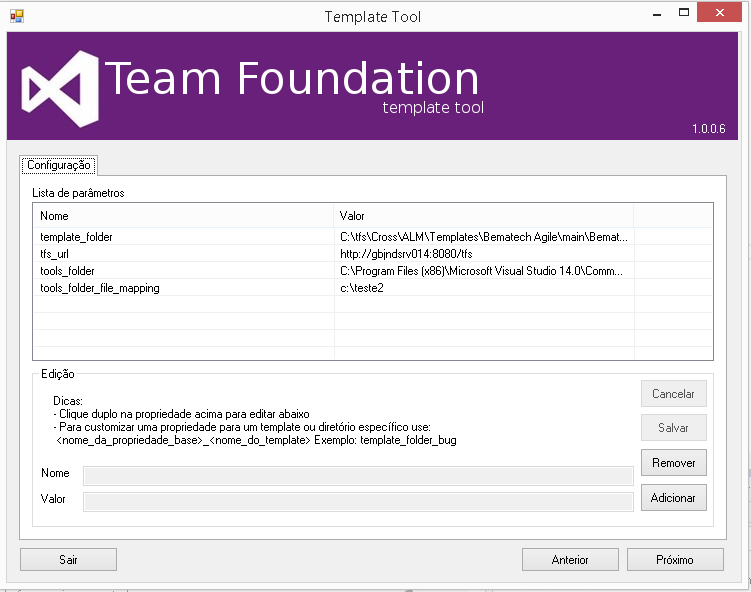 Template Tool
Team Foundation
template tool
1.0.0.6
Configuração
Lista de parâmetros
Nome Valor
template_folder C:\tfs\Cross\ALM\Templates\Bematech Agile\main\Bemat...
tfs_url http://gbjndsrv014:8080/tfs
tools_folder C:\Program Files (x86)\Microsoft Visual Studio 14.0\Comm...
tools_folder_file_mapping c:\teste2
Edição
Dicas:
- Clique duplo na propriedade acima para editar abaixo
- Para customizar uma propriedade para um template ou diretório específico use:
<nome_da_propriedade_base>_<nome_do_template> Exemplo: template_folder_bug
Cancelar
Salvar
Remover
Adicionar
Nome
Valor
Sair Anterior Próximo